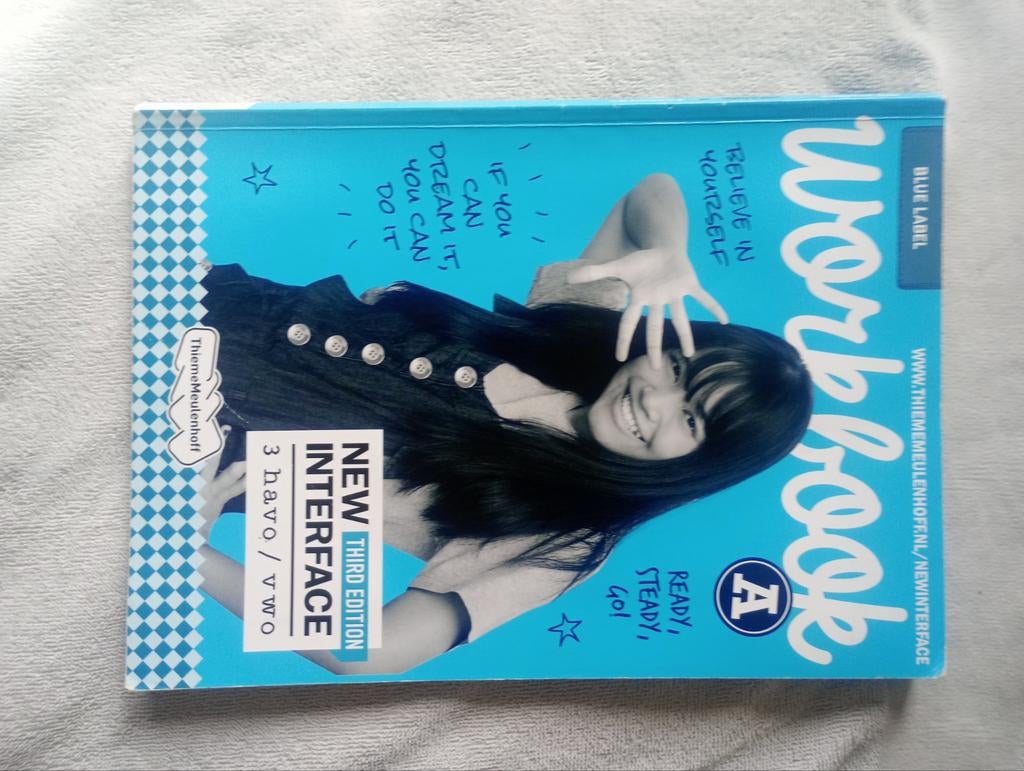 BLUE LABEL
WWW.THIEMEMEULENHOFF.NL/NEWINTERFACE
workbook
A
BELIEVE IN
YOURSELF
IF YOU
CAN
DREAM IT,
YOU CAN
DO IT
READY,
STEADY,
GO!
NEW THIRD EDITION
INTERFACE
3 havo/vwo
ThiemeMeulenhoff